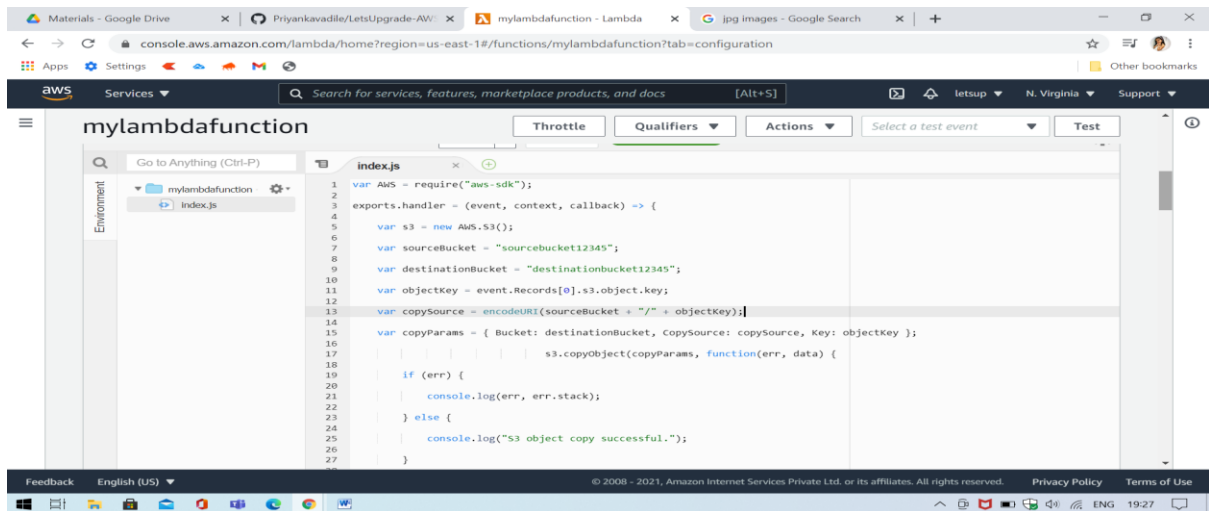 Materials - Google Drive
Priyankavadile/LetsUpgrade-AWS
mylambdafunction - Lambda
jpg images - Google Search
console.aws.amazon.com/lambda/home?region=us-east-1#/functions/mylambdafunction?tab=configuration
Apps Settings Other bookmarks
aws Services Search for services, features, marketplace products, and docs [Alt+S] letsup N. Virginia Support
mylambdafunction Throttle Qualifiers Actions Select a test event Test
Go to Anything (Ctrl-P) index.js
Environment
mylambdafunction
index.js
1 var AWS = require("aws-sdk");
2
3 exports.handler = (event, context, callback) => {
4
5 var s3 = new AWS.S3();
6
7 var sourceBucket = "sourcebucket12345";
8
9 var destinationBucket = "destinationbucket12345";
10
11 var objectKey = event.Records[0].s3.object.key;
12
13 var copySource = encodeURI(sourceBucket + "/" + objectKey);
14
15 var copyParams = { Bucket: destinationBucket, CopySource: copySource, Key: objectKey };
16
17 s3.copyObject(copyParams, function(err, data) {
18
19 if (err) {
20
21 console.log(err, err.stack);
22
23 } else {
24
25 console.log("S3 object copy successful.");
26
27 }
Feedback English (US) © 2008 - 2021, Amazon Internet Services Private Ltd. or its affiliates. All rights reserved. Privacy Policy Terms of Use
ENG 19:27